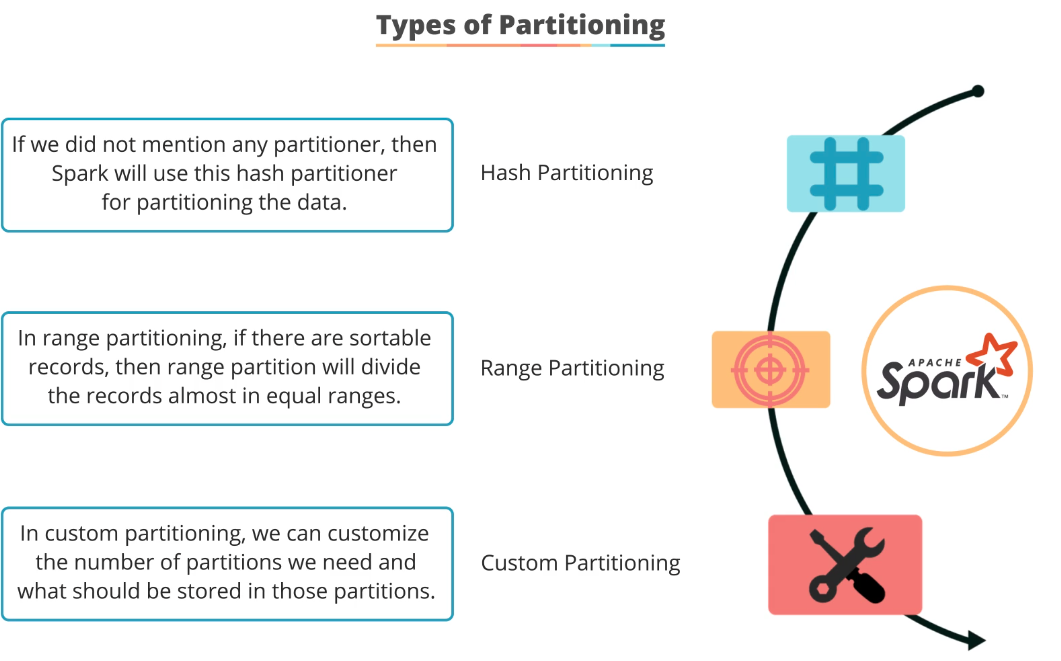 Types of Partitioning
If we did not mention any partitioner, then
Spark will use this hash partitioner
for partitioning the data.
Hash Partitioning
In range partitioning, if there are sortable
records, then range partition will divide
the records almost in equal ranges.
Range Partitioning
APACHE
Spark™
In custom partitioning, we can customize
the number of partitions we need and
what should be stored in those partitions.
Custom Partitioning